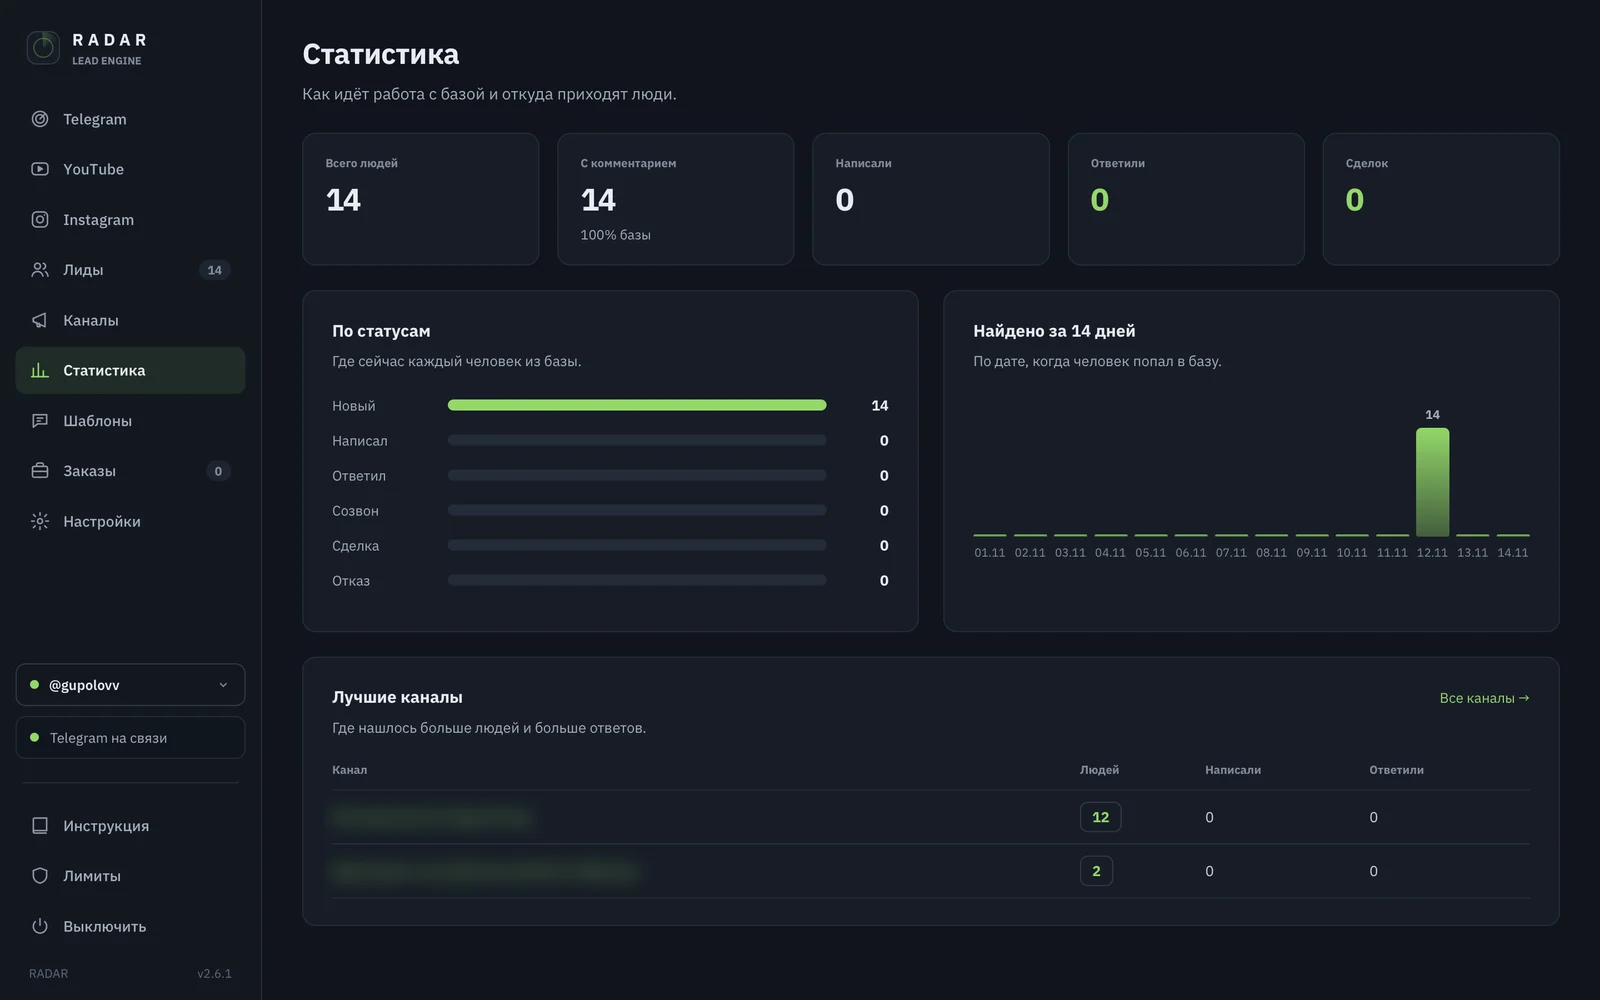 RADAR
LEAD ENGINE
Telegram
YouTube
Instagram
Лиды 14
Каналы
Статистика
Шаблоны
Заказы 0
Настройки
@gupolovv
Telegram на связи
Инструкция
Лимиты
Выключить
RADAR v2.6.1
Статистика
Как идёт работа с базой и откуда приходят люди.
Всего людей
14
С комментарием
14
100% базы
Написали
0
Ответили
0
Сделок
0
По статусам
Где сейчас каждый человек из базы.
Новый 14
Написал 0
Ответил 0
Созвон 0
Сделка 0
Отказ 0
Найдено за 14 дней
По дате, когда человек попал в базу.
14
01.11 02.11 03.11 04.11 05.11 06.11 07.11 08.11 09.11 10.11 11.11 12.11 13.11 14.11
Лучшие каналы
Все каналы →
Где нашлось больше людей и больше ответов.
Канал Людей Написали Ответили
12 0 0
2 0 0